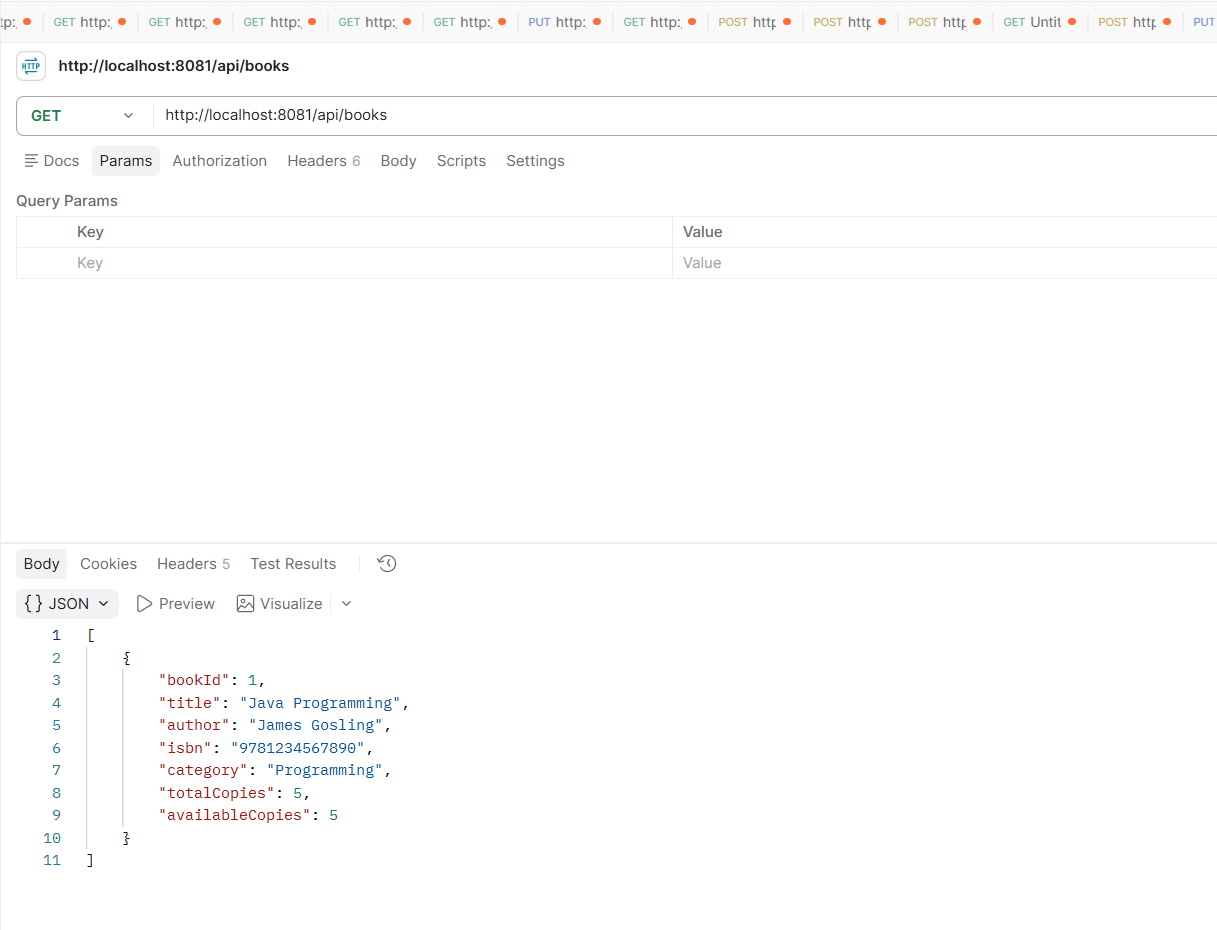 tp:, GET http:, GET http:, GET http:, GET http:, GET http:, PUT http:, GET http:, POST http POST http POST http GET Untit POST http PUT
HTTP http://localhost:8081/api/books
GET http://localhost:8081/api/books
Docs Params Authorization Headers 6 Body Scripts Settings
Query Params
Key Value
Key Value
Body Cookies Headers 5 Test Results
{} JSON Preview Visualize
1 [
2 {
3 "bookId": 1,
4 "title": "Java Programming",
5 "author": "James Gosling",
6 "isbn": "9781234567890",
7 "category": "Programming",
8 "totalCopies": 5,
9 "availableCopies": 5
10 }
11 ]